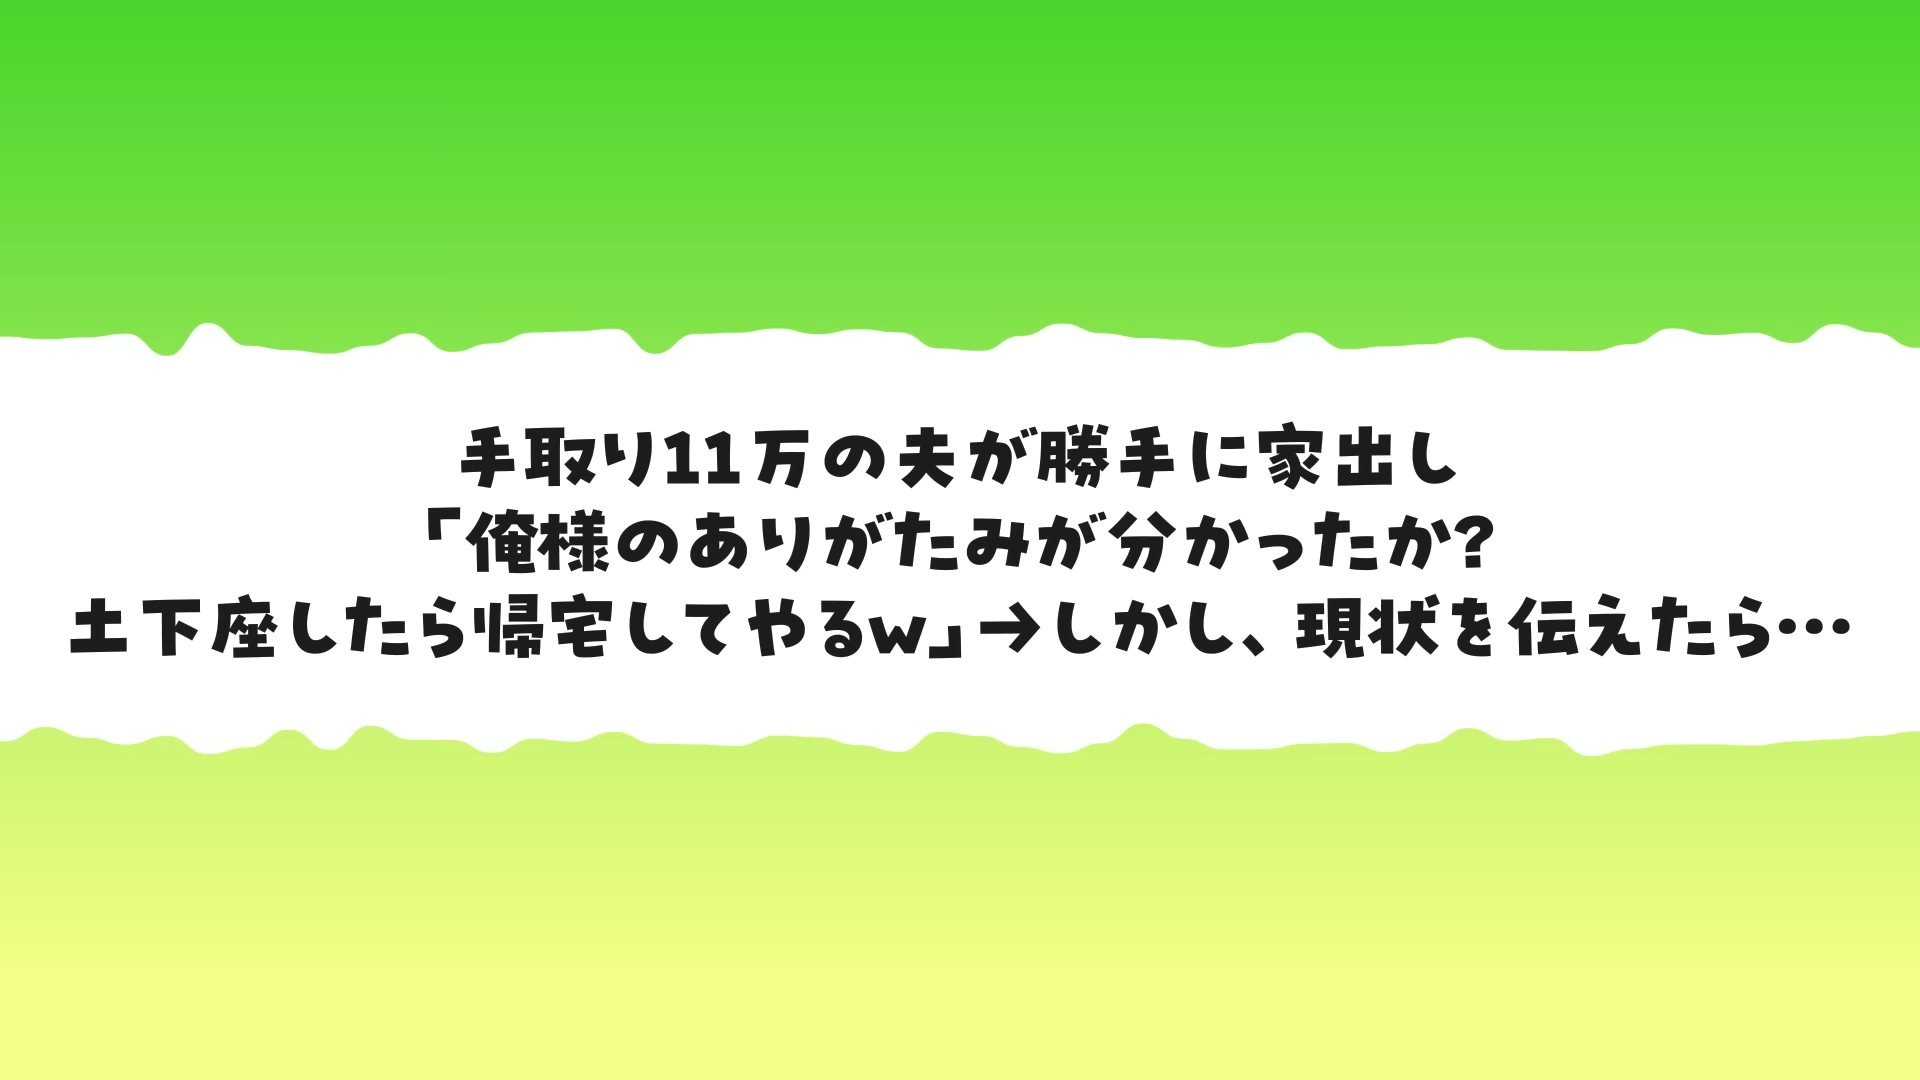 手取り11万の夫が勝手に家出し
「俺様のありがたみが分かったか?
土下座したら帰宅してやるw」→しかし、現状を伝えたら…